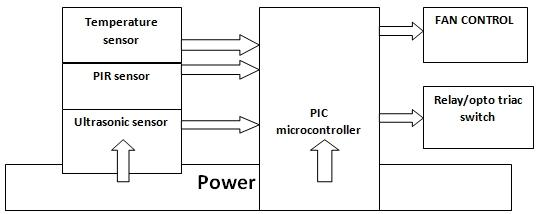 Temperature
sensor
PIR sensor
Ultrasonic sensor
PIC
microcontroller
FAN CONTROL
Relay/opto triac
switch
Power